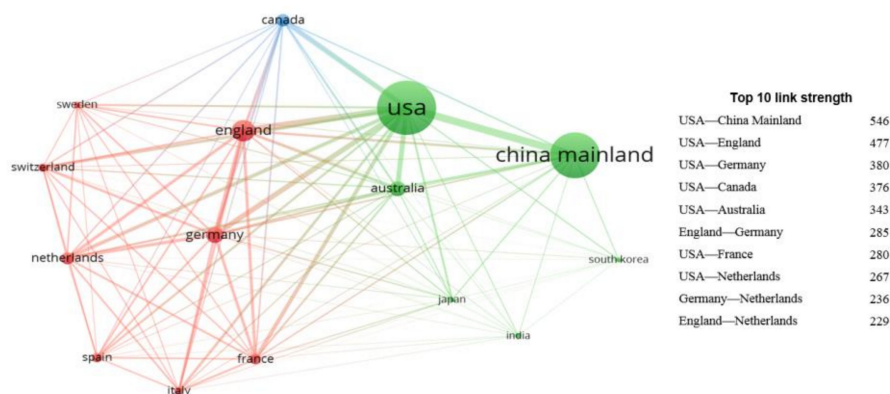 canada
usa
sweden
england
china mainland
switzerland
australia
germany
netherlands
south korea
japan
india
spain
france
italy
Top 10 link strength
USA—China Mainland 546
USA—England 477
USA—Germany 380
USA—Canada 376
USA—Australia 343
England—Germany 285
USA—France 280
USA—Netherlands 267
Germany—Netherlands 236
England—Netherlands 229